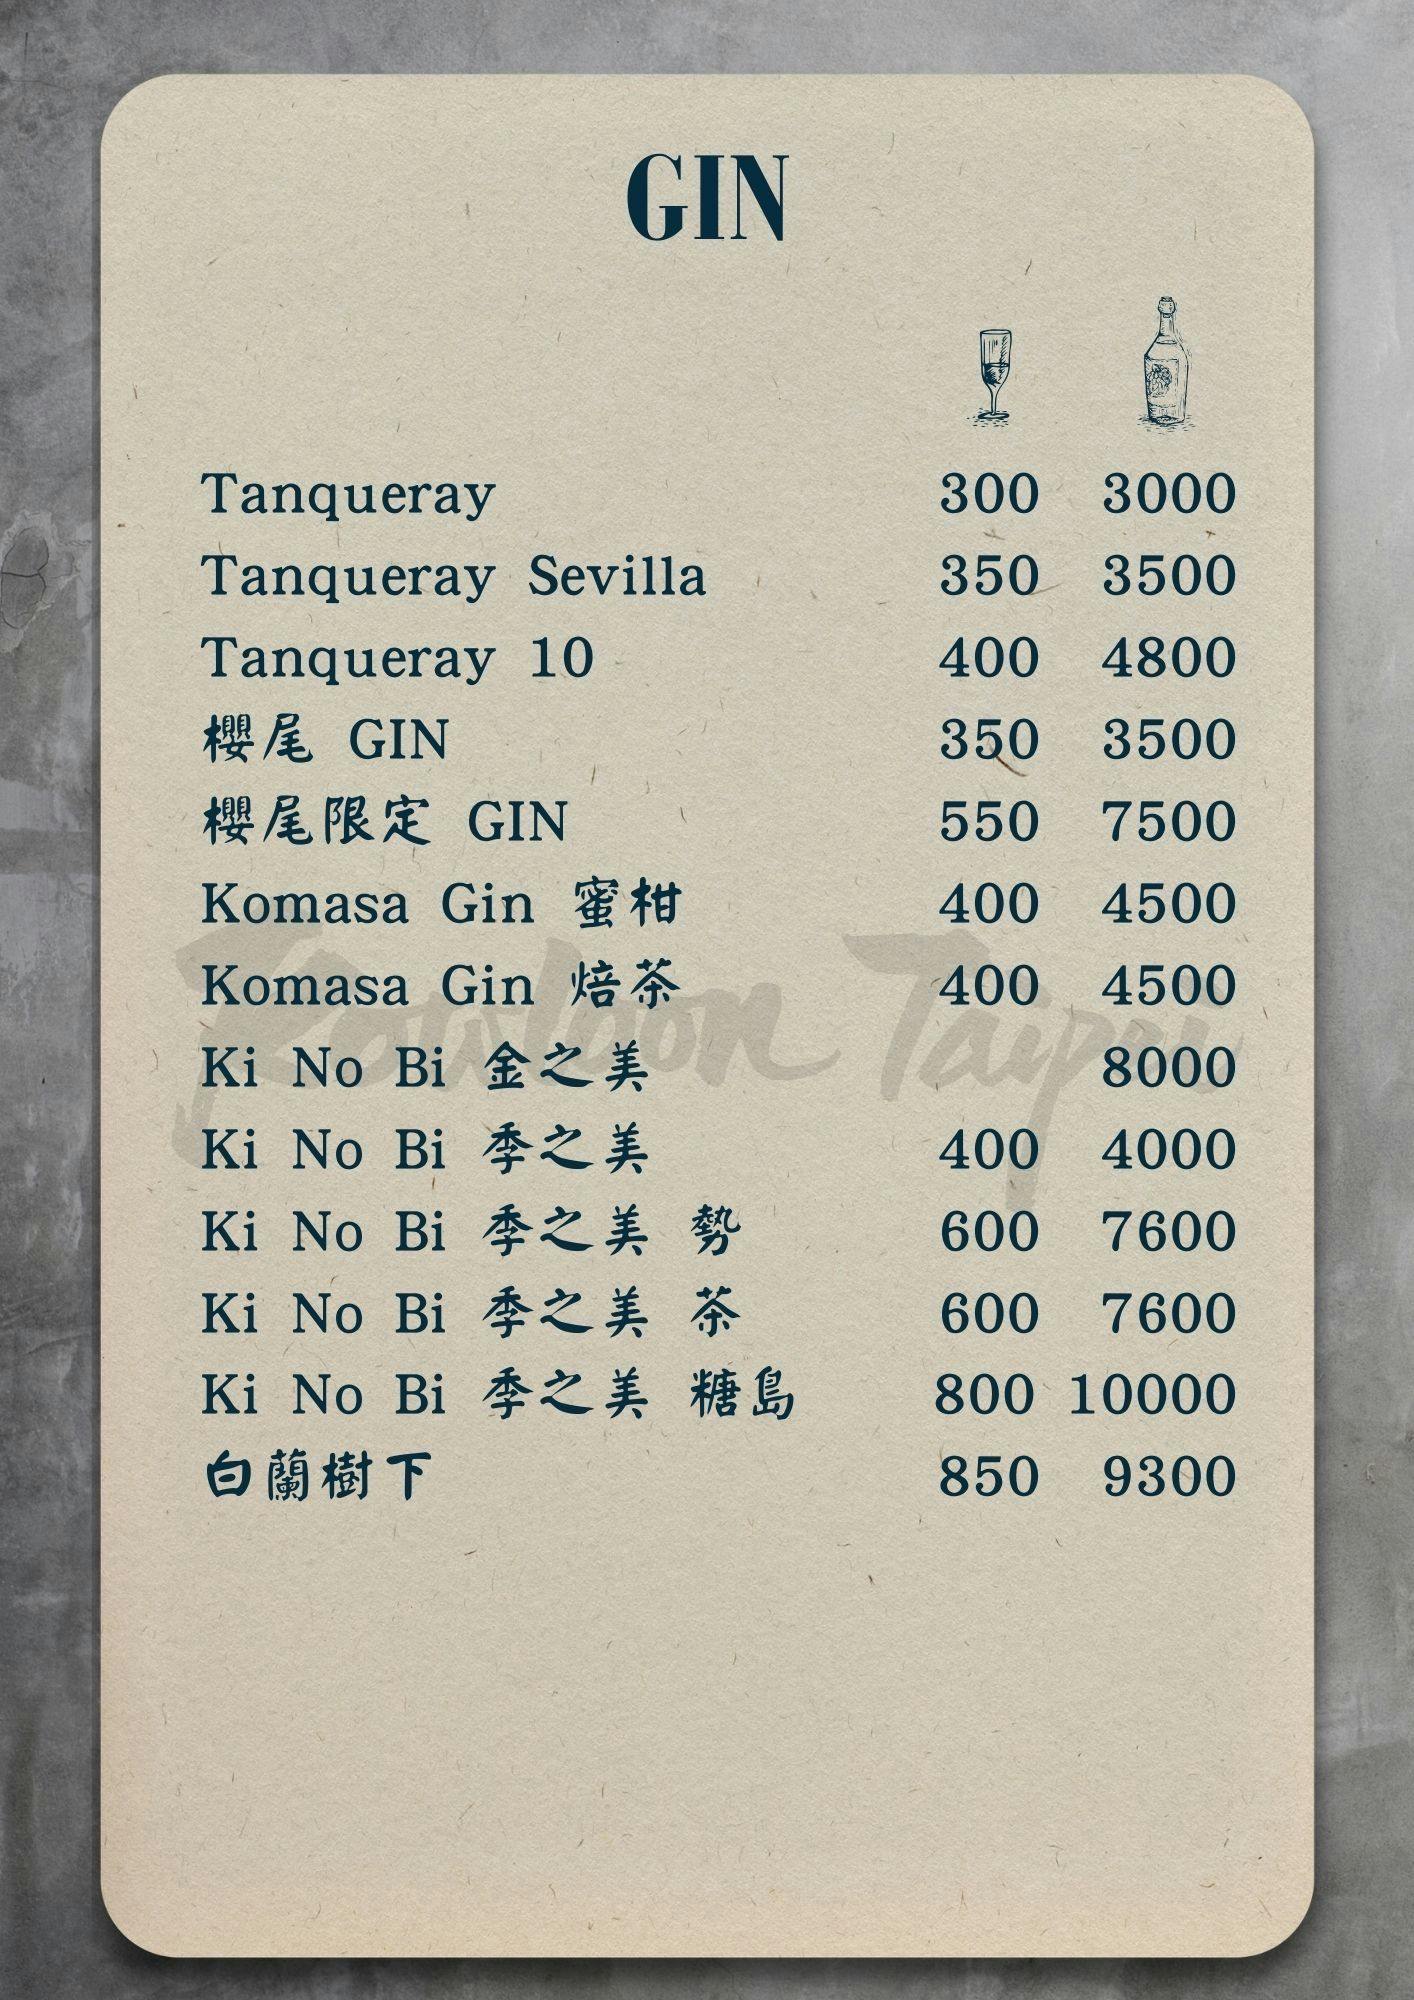 GIN
Tanqueray 300 3000
Tanqueray Sevilla 350 3500
Tanqueray 10 400 4800
櫻尾 GIN 350 3500
櫻尾限定 GIN 550 7500
Komasa Gin 蜜柑 400 4500
Komasa Gin 焙茶 400 4500
Kowloon Taipei
Ki No Bi 金之美 8000
Ki No Bi 季之美 400 4000
Ki No Bi 季之美 勢 600 7600
Ki No Bi 季之美 茶 600 7600
Ki No Bi 季之美 糖島 800 10000
白蘭樹下 850 9300